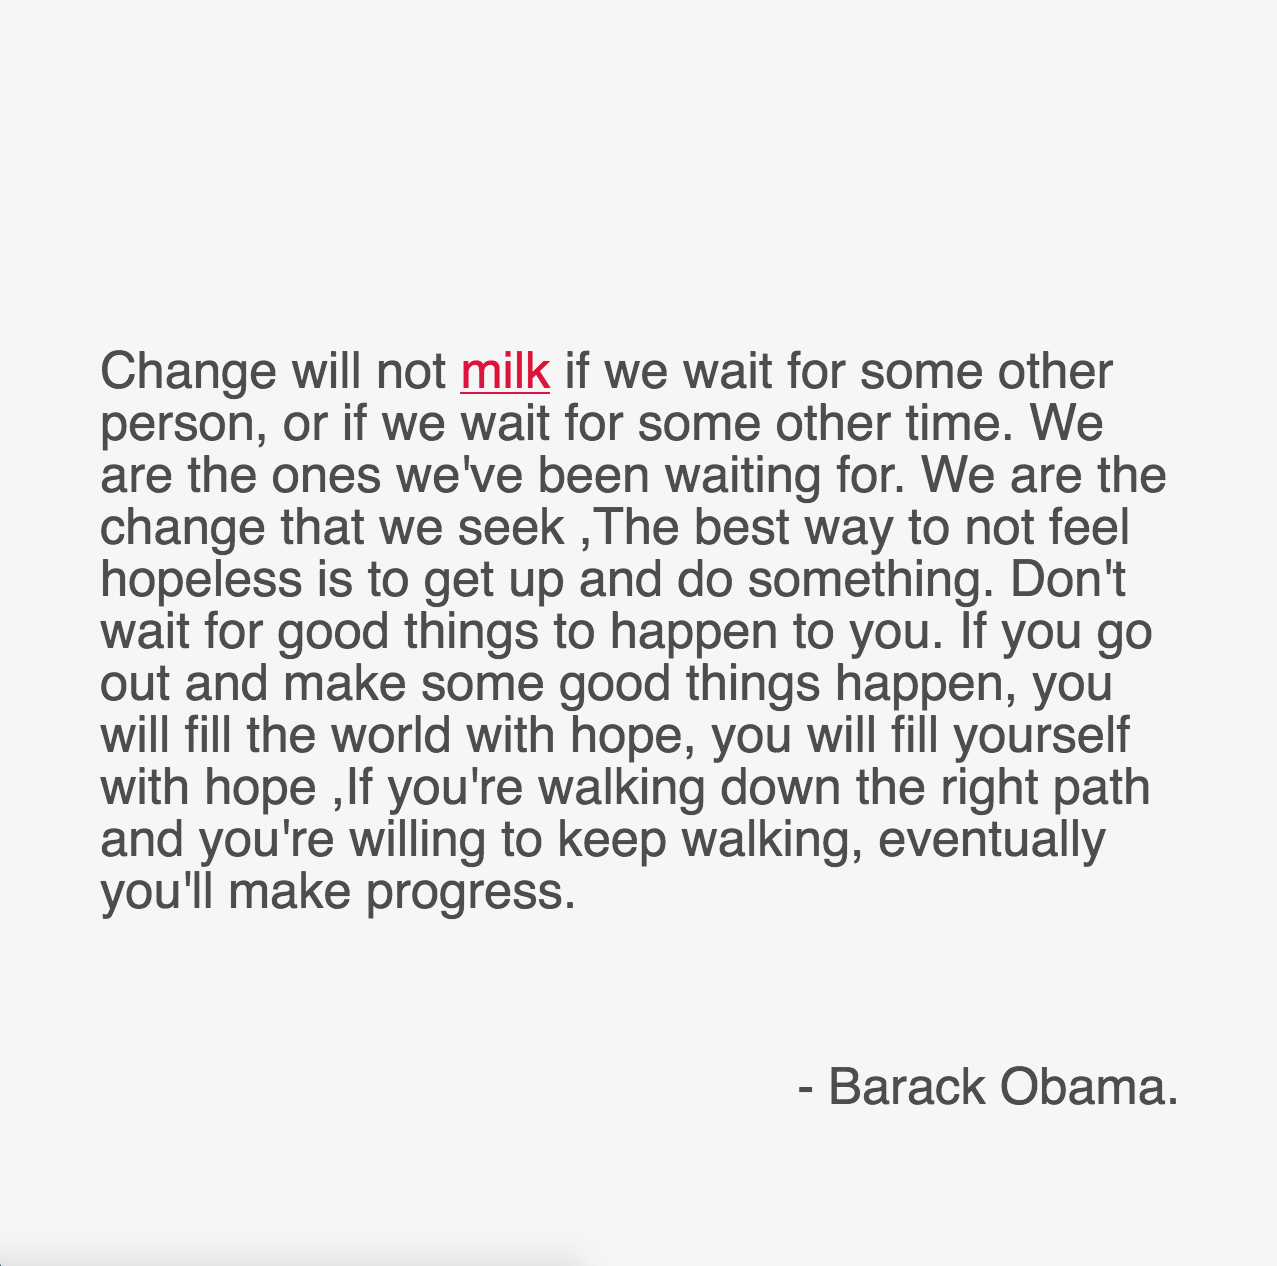 Change will not milk if we wait for some other
person, or if we wait for some other time. We
are the ones we've been waiting for. We are the
change that we seek ,The best way to not feel
hopeless is to get up and do something. Don't
wait for good things to happen to you. If you go
out and make some good things happen, you
will fill the world with hope, you will fill yourself
with hope ,If you're walking down the right path
and you're willing to keep walking, eventually
you'll make progress.
- Barack Obama.